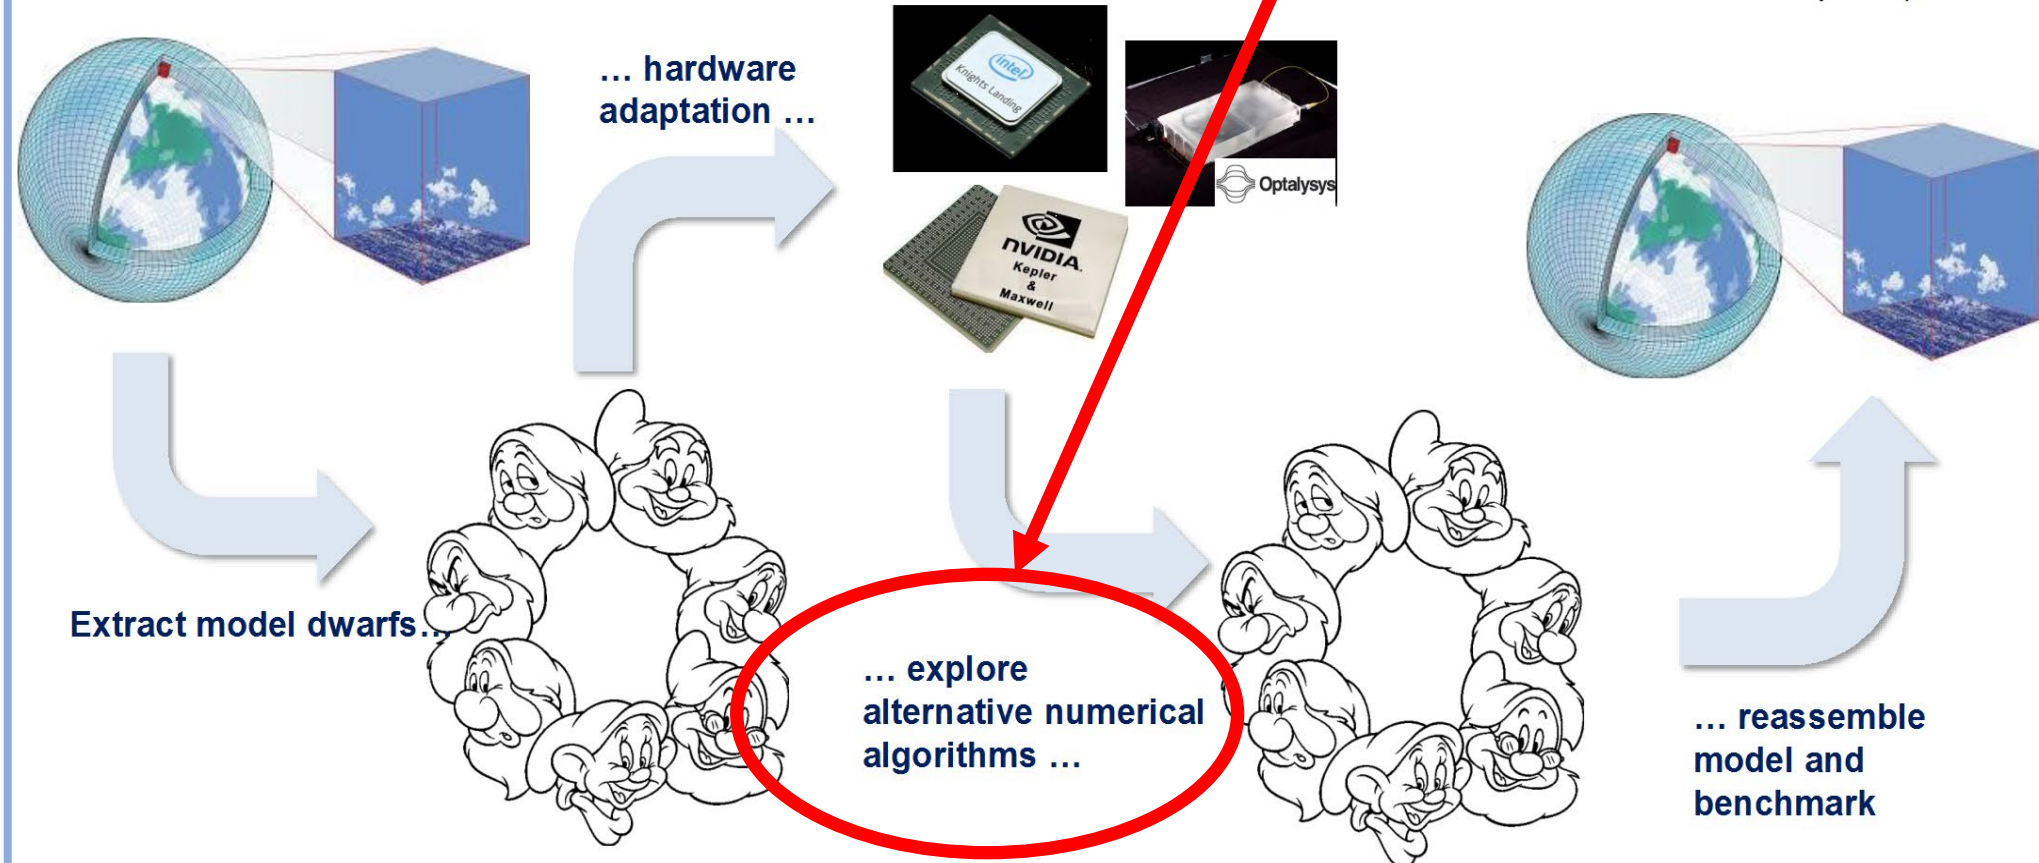 … hardware
adaptation …
intel
Knights Landing
Optalysys
NVIDIA.
Kepler
&
Maxwell
Extract model dwarfs…
… explore
alternative numerical
algorithms …
… reassemble
model and
benchmark